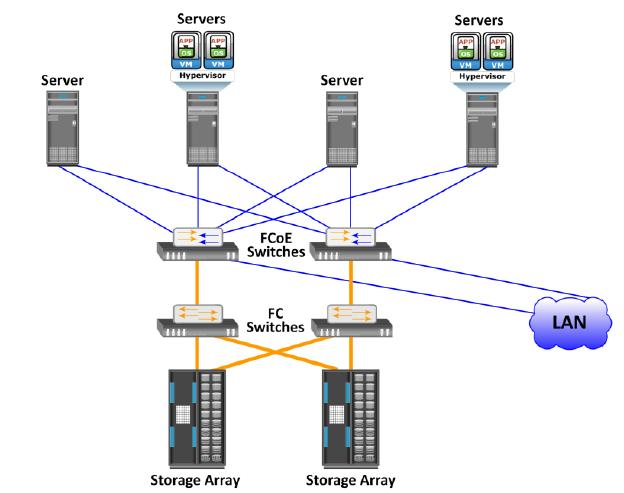 Servers
Servers
APP APP
OS OS
VM VM
Hypervisor
APP APP
OS OS
VM VM
Hypervisor
Server
Server
FCoE
Switches
FC
Switches
LAN
Storage Array
Storage Array